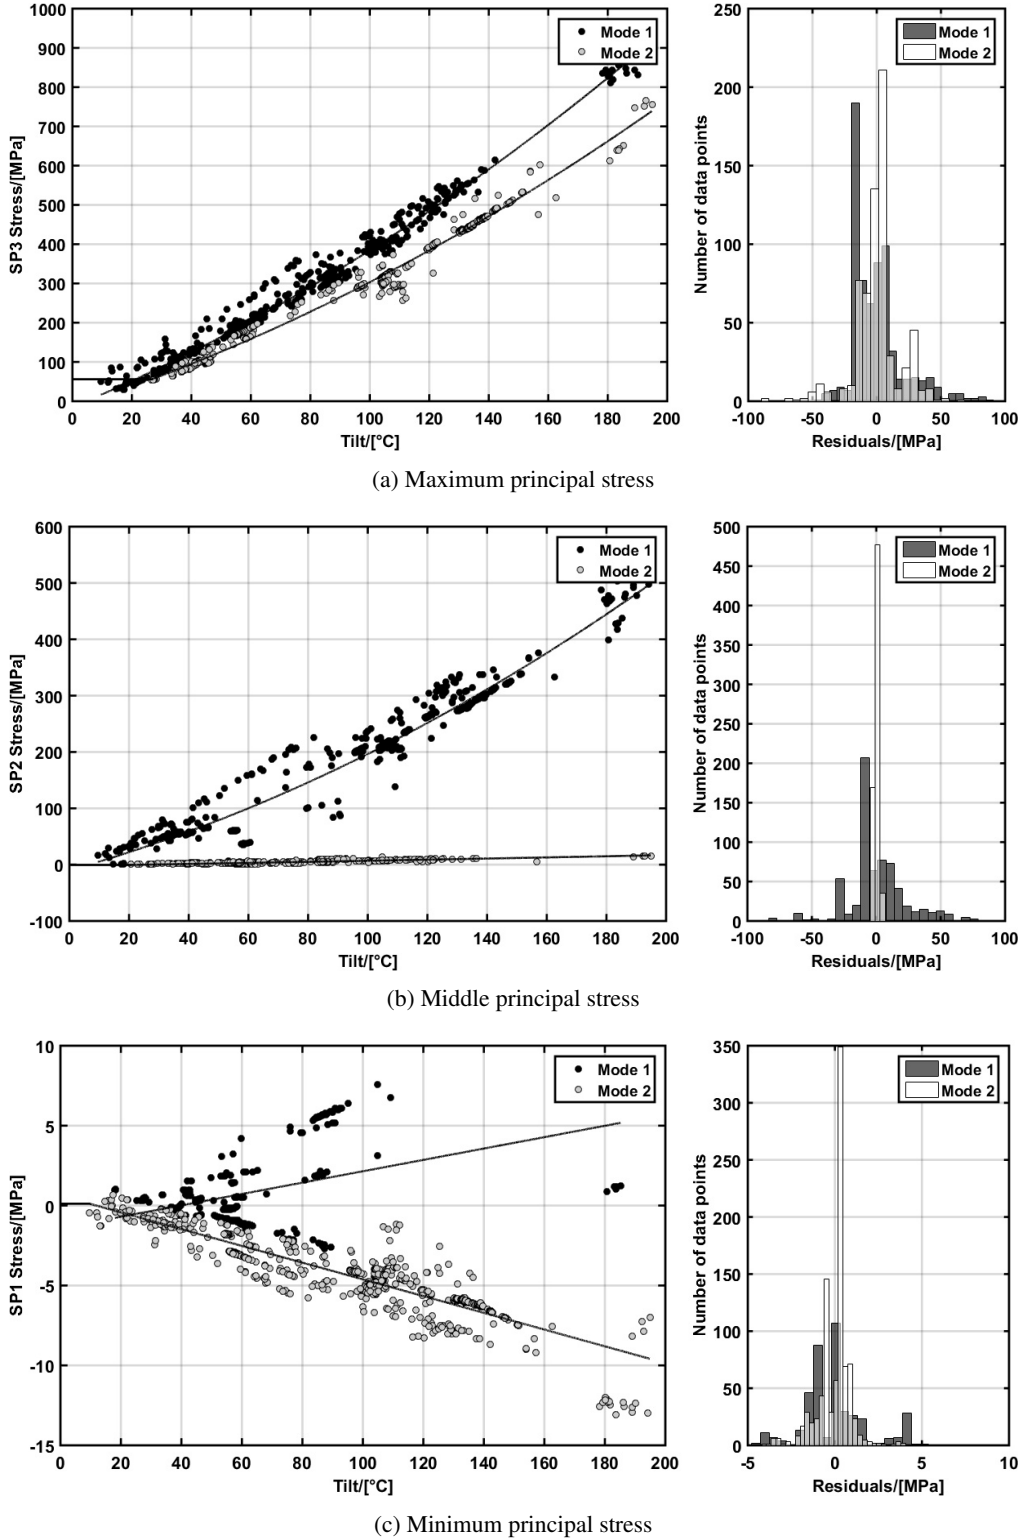 1000
900
800
700
600
500
400
300
200
100
0
0 20 40 60 80 100 120 140 160 180 200
SP3 Stress/[MPa]
Tilt/[°C]
Mode 1
Mode 2
250
200
150
100
50
0
-100 -50 0 50 100
Number of data points
Residuals/[MPa]
Mode 1
Mode 2
(a) Maximum principal stress
600
500
400
300
200
100
0
-100
0 20 40 60 80 100 120 140 160 180 200
SP2 Stress/[MPa]
Tilt/[°C]
Mode 1
Mode 2
500
450
400
350
300
250
200
150
100
50
0
-100 -50 0 50 100
Number of data points
Residuals/[MPa]
Mode 1
Mode 2
(b) Middle principal stress
10
5
0
-5
-10
-15
0 20 40 60 80 100 120 140 160 180 200
SP1 Stress/[MPa]
Tilt/[°C]
Mode 1
Mode 2
350
300
250
200
150
100
50
0
-5 0 5 10
Number of data points
Residuals/[MPa]
Mode 1
Mode 2
(c) Minimum principal stress